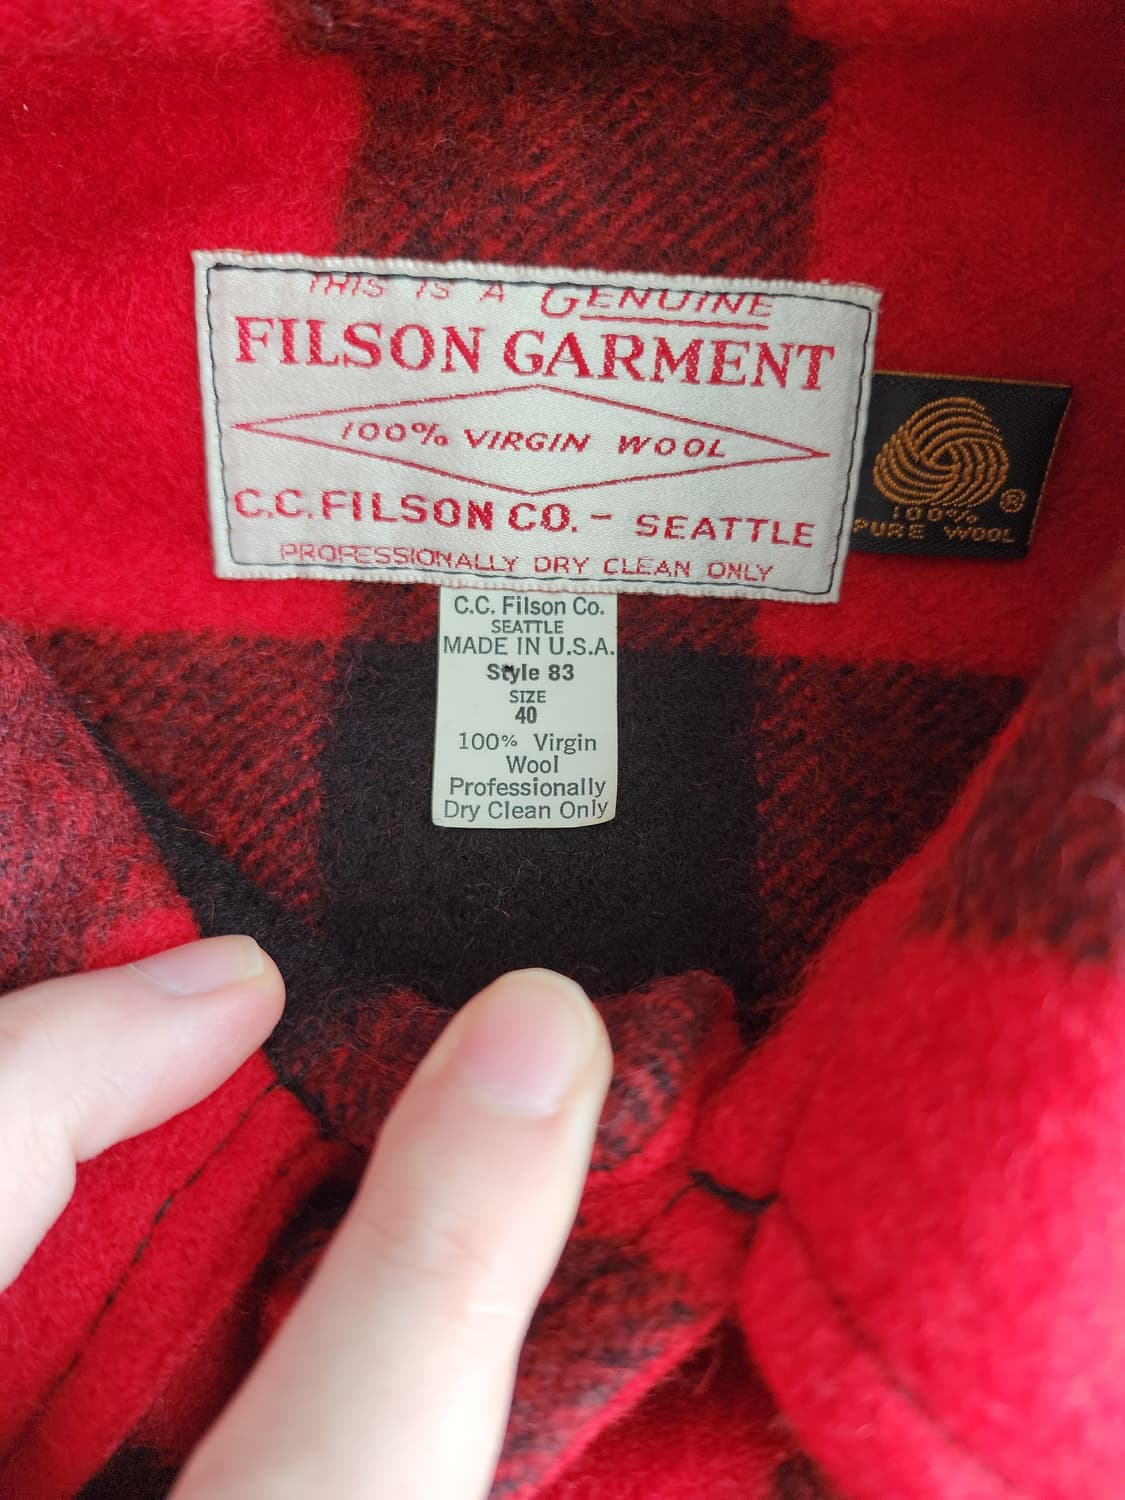 THIS IS A GENUINE
FILSON GARMENT
100% VIRGIN WOOL
C.C. FILSON CO. - SEATTLE
PROFESSIONALLY DRY CLEAN ONLY
®
100%
PURE WOOL
C.C. Filson Co.
SEATTLE
MADE IN U.S.A.
Style 83
SIZE
40
100% Virgin
Wool
Professionally
Dry Clean Only